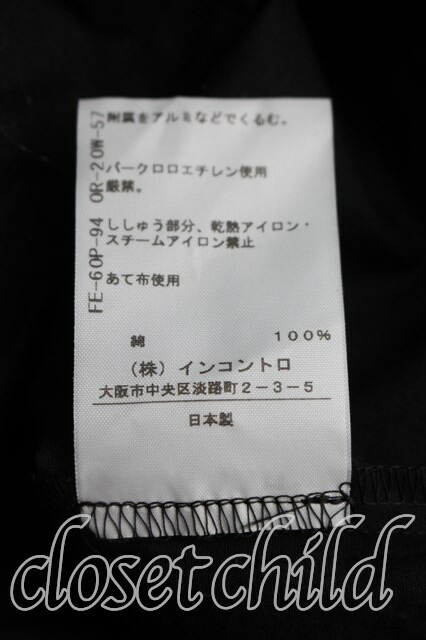 附属をアルミなどでくるむ。
パークロロエチレン使用
厳禁。
ししゅう部分、乾熱アイロン・
スチームアイロン禁止
あて布使用
綿 100%
(株) インコントロ
大阪市中央区淡路町2-3-5
日本製
FE-60P-94 OR-20W-57
closet child